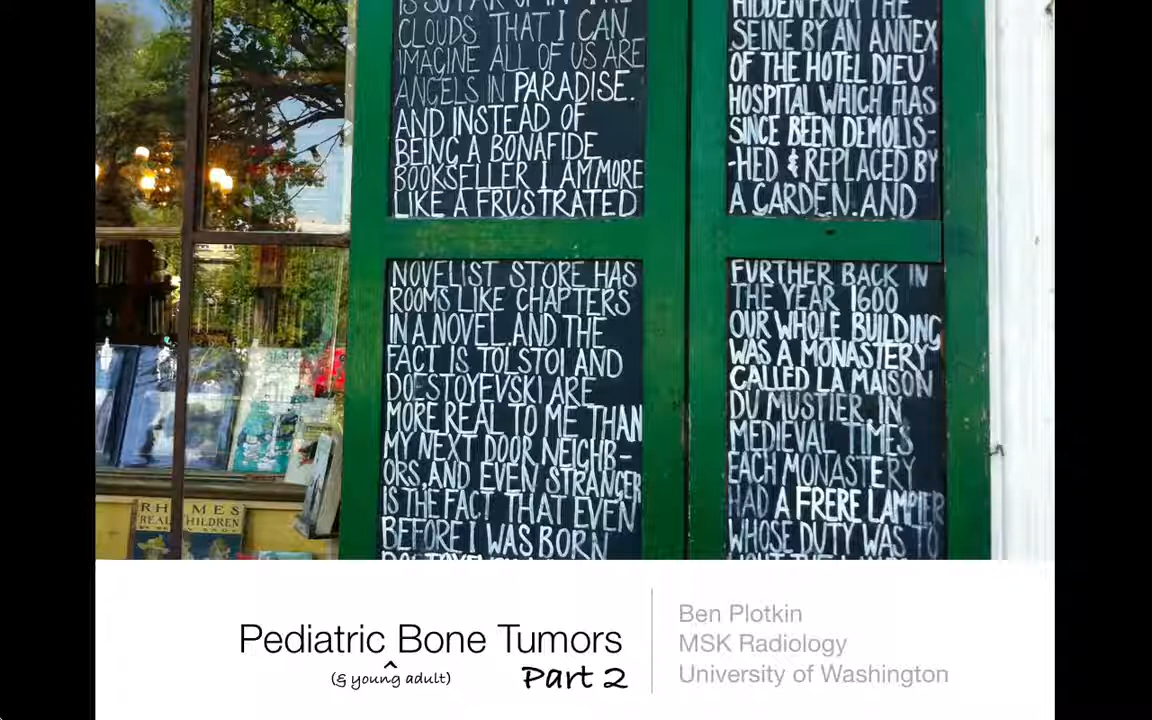 CLOUDS THAT I CAN
IMAGINE ALL OF US ARE
ANGELS IN PARADISE.
AND INSTEAD OF
BEING A BONAFIDE
BOOKSELLER I AM MORE
LIKE A FRUSTRATED
NOVELIST STORE HAS
ROOMS LIKE CHAPTERS
IN A NOVEL.AND THE
FACT IS TOLSTOI AND
DOESTOYEVSKI ARE
MORE REAL TO ME THAN
MY NEXT DOOR NEIGHB-
ORS,AND EVEN STRANGER
IS THE FACT THAT EVEN
BEFORE I WAS BORN
HIDDEN FROM THE
SEINE BY AN ANNEX
OF THE HOTEL DIEU
HOSPITAL WHICH HAS
SINCE BEEN DEMOLIS-
-HED & REPLACED BY
A GARDEN.AND
FURTHER BACK IN
THE YEAR 1600
OUR WHOLE BUILDING
WAS A MONASTERY
CALLED LA MAISON
DU MUSTIER. IN
MEDIEVAL TIMES
EACH MONASTERY
HAD A FRERE LAMPIER
WHOSE DUTY WAS TO
RHYMES
REAL CHILDREN
Pediatric ^ Bone Tumors
(& young adult)
Part 2
Ben Plotkin
MSK Radiology
University of Washington